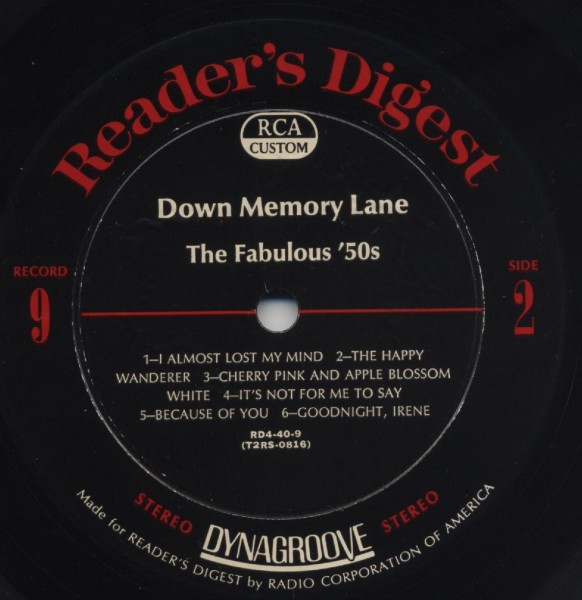 Reader's Digest
RCA
CUSTOM
Down Memory Lane
The Fabulous '50s
RECORD
9
SIDE
2
1—I ALMOST LOST MY MIND 2—THE HAPPY
WANDERER 3—CHERRY PINK AND APPLE BLOSSOM
WHITE 4—IT'S NOT FOR ME TO SAY
5—BECAUSE OF YOU 6—GOODNIGHT, IRENE
RD4-40-9
(T2RS-0816)
STEREO DYNAGROOVE STEREO
Made for READER'S DIGEST by RADIO CORPORATION OF AMERICA